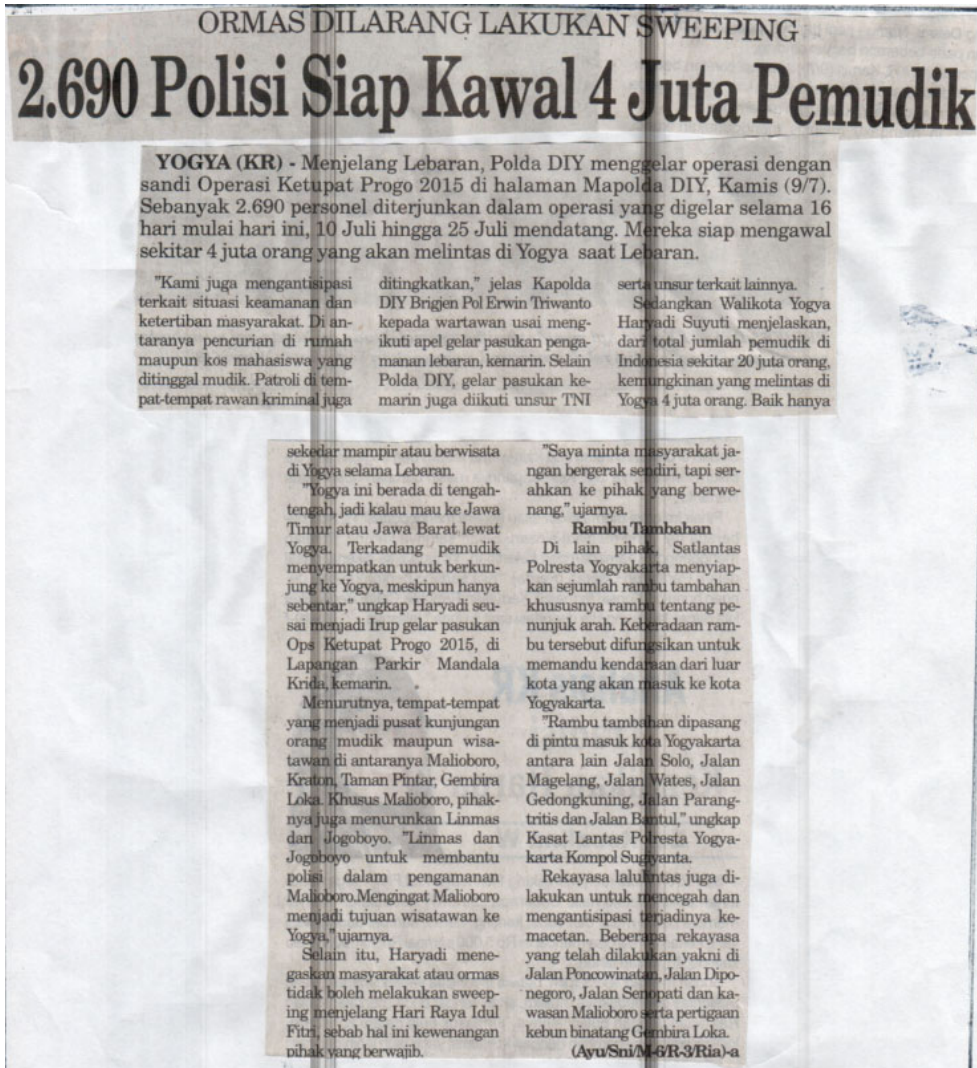 ORMAS DILARANG LAKUKAN SWEEPING
2.690 Polisi Siap Kawal 4 Juta Pemudik
YOGYA (KR) - Menjelang Lebaran, Polda DIY menggelar operasi dengan
sandi Operasi Ketupat Progo 2015 di halaman Mapolda DIY, Kamis (9/7).
Sebanyak 2.690 personel diterjunkan dalam operasi yang digelar selama 16
hari mulai hari ini, 10 Juli hingga 25 Juli mendatang. Mereka siap mengawal
sekitar 4 juta orang yang akan melintas di Yogya saat Lebaran.
"Kami juga mengantisipasi
terkait situasi keamanan dan
ketertiban masyarakat. Di an-
taranya pencurian di rumah
maupun kos mahasiswa yang
ditinggal mudik. Patroli di tem-
pat-tempat rawan kriminal juga
ditingkatkan," jelas Kapolda
DIY Brigjen Pol Erwin Triwanto
kepada wartawan usai meng-
ikuti apel gelar pasukan penga-
manan lebaran, kemarin. Selain
Polda DIY, gelar pasukan ke-
marin juga diikuti unsur TNI
serta unsur terkait lainnya.
Sedangkan Walikota Yogya
Haryadi Suyuti menjelaskan,
dari total jumlah pemudik di
Indonesia sekitar 20 juta orang,
kemungkinan yang melintas di
Yogya 4 juta orang. Baik hanya
sekedar mampir atau berwisata
di Yogya selama Lebaran.
"Yogya ini berada di tengah-
tengah, jadi kalau mau ke Jawa
Timur atau Jawa Barat lewat
Yogya. Terkadang pemudik
menyempatkan untuk berkun-
jung ke Yogya, meskipun hanya
sebentar," ungkap Haryadi seu-
sai menjadi Irup gelar pasukan
Ops Ketupat Progo 2015, di
Lapangan Parkir Mandala
Krida, kemarin.
Menurutnya, tempat-tempat
yang menjadi pusat kunjungan
orang mudik maupun wisa-
tawan di antaranya Malioboro,
Kraton, Taman Pintar, Gembira
Loka. Khusus Malioboro, pihak-
nya juga menurunkan Linmas
dan Jogoboyo. "Linmas dan
Jogoboyo untuk membantu
polisi dalam pengamanan
Malioboro.Mengingat Malioboro
menjadi tujuan wisatawan ke
Yogya," ujarnya.
Selain itu, Haryadi mene-
gaskan masyarakat atau ormas
tidak boleh melakukan sweep-
ing menjelang Hari Raya Idul
Fitri, sebab hal ini kewenangan
pihak yang berwajib.
"Saya minta masyarakat ja-
ngan bergerak sendiri, tapi ser-
ahkan ke pihak yang berwe-
nang," ujarnya.
Rambu Tambahan
Di lain pihak, Satlantas
Polresta Yogyakarta menyiap-
kan sejumlah rambu tambahan
khususnya rambu tentang pe-
nunjuk arah. Keberadaan ram-
bu tersebut difungsikan untuk
memandu kendaraan dari luar
kota yang akan masuk ke kota
Yogyakarta.
"Rambu tambahan dipasang
di pintu masuk kota Yogyakarta
antara lain Jalan Solo, Jalan
Magelang, Jalan Wates, Jalan
Gedongkuning, Jalan Parang-
tritis dan Jalan Bantul," ungkap
Kasat Lantas Polresta Yogya-
karta Kompol Sugiyanta.
Rekayasa lalulintas juga di-
lakukan untuk mencegah dan
mengantisipasi terjadinya ke-
macetan. Beberapa rekayasa
yang telah dilakukan yakni di
Jalan Poncowinatan, Jalan Dipo-
negoro, Jalan Senopati dan ka-
wasan Malioboro serta pertigaan
kebun binatang Gembira Loka.
(Ayu/Sni/M-6/R-3/Ria)-a